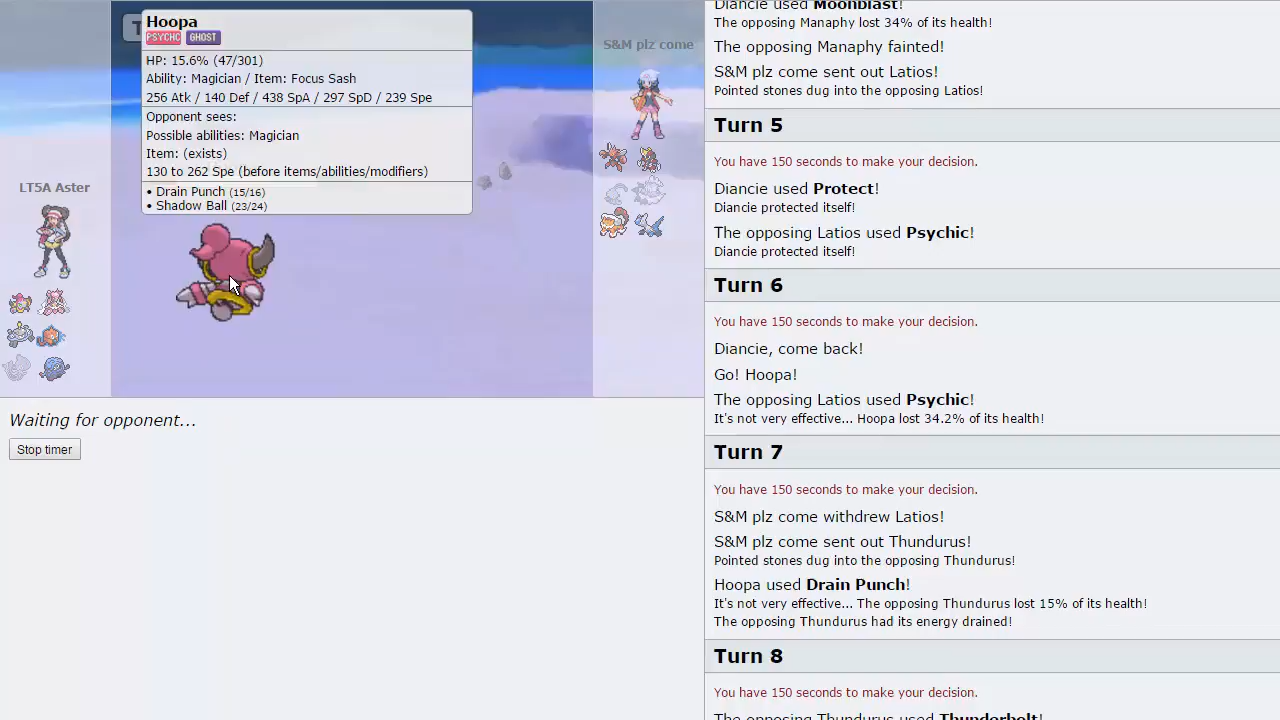 T
Hoopa
PSYCHC GHOST
HP: 15.6% (47/301)
Ability: Magician / Item: Focus Sash
256 Atk / 140 Def / 438 SpA / 297 SpD / 239 Spe
Opponent sees:
Possible abilities: Magician
Item: (exists)
130 to 262 Spe (before items/abilities/modifiers)
• Drain Punch (15/16)
• Shadow Ball (23/24)
LT5A Aster
S&M plz come
Waiting for opponent...
Stop timer
Diancie used Moonblast!
The opposing Manaphy lost 34% of its health!
The opposing Manaphy fainted!
S&M plz come sent out Latios!
Pointed stones dug into the opposing Latios!
Turn 5
You have 150 seconds to make your decision.
Diancie used Protect!
Diancie protected itself!
The opposing Latios used Psychic!
Diancie protected itself!
Turn 6
You have 150 seconds to make your decision.
Diancie, come back!
Go! Hoopa!
The opposing Latios used Psychic!
It's not very effective... Hoopa lost 34.2% of its health!
Turn 7
You have 150 seconds to make your decision.
S&M plz come withdrew Latios!
S&M plz come sent out Thundurus!
Pointed stones dug into the opposing Thundurus!
Hoopa used Drain Punch!
It's not very effective... The opposing Thundurus lost 15% of its health!
The opposing Thundurus had its energy drained!
Turn 8
You have 150 seconds to make your decision.
The opposing Thundurus used Thunderbolt!